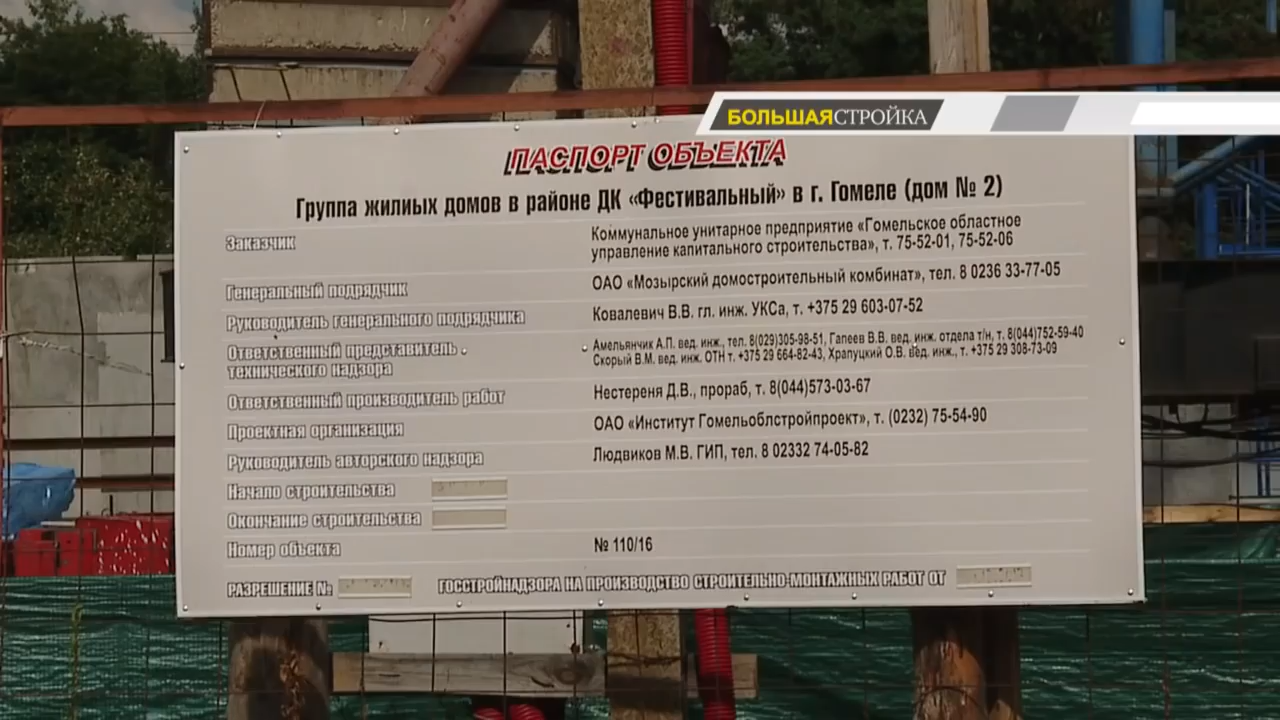 БОЛЬШАЯСТРОЙКА
ПАСПОРТ ОБЪЕКТА
Группа жилиых домов в районе ДК «Фестивальный» в г. Гомеле (дом № 2)
Заказчик
Коммунальное унитарное предприятие «Гомельское областное
управление капитального строительства», т. 75-52-01, 75-52-06
Генеральный подрядчик ОАО «Мозырский домостроительный комбинат», тел. 8 0236 33-77-05
Руководитель генерального подрядчика Ковалевич В.В. гл. инж. УКСа, т. +375 29 603-07-52
Ответственный представитель
технического надзора
Амельянчик А.П. вед. инж., тел. 8(029)305-98-51, Гапеев В.В. вед. инж. отдела т/н, т. 8(044)752-59-40
Скорый В.М. вед. инж. ОТН т. +375 29 664-82-43, Храпуцкий О.В. вед. инж., т. +375 29 308-73-09
Ответственный производитель работ Нестереня Д.В., прораб, т. 8(044)573-03-67
Проектная организация ОАО «Институт Гомельоблстройпроект», т. (0232) 75-54-90
Руководитель авторского надзора Людвиков М.В. ГИП, тел. 8 02332 74-05-82
Начало строительства
Окончание строительства
Номер объекта № 110/16
РАЗРЕШЕНИЕ № ГОССТРОЙНАДЗОРА НА ПРОИЗВОДСТВО СТРОИТЕЛЬНО-МОНТАЖНЫХ РАБОТ ОТ